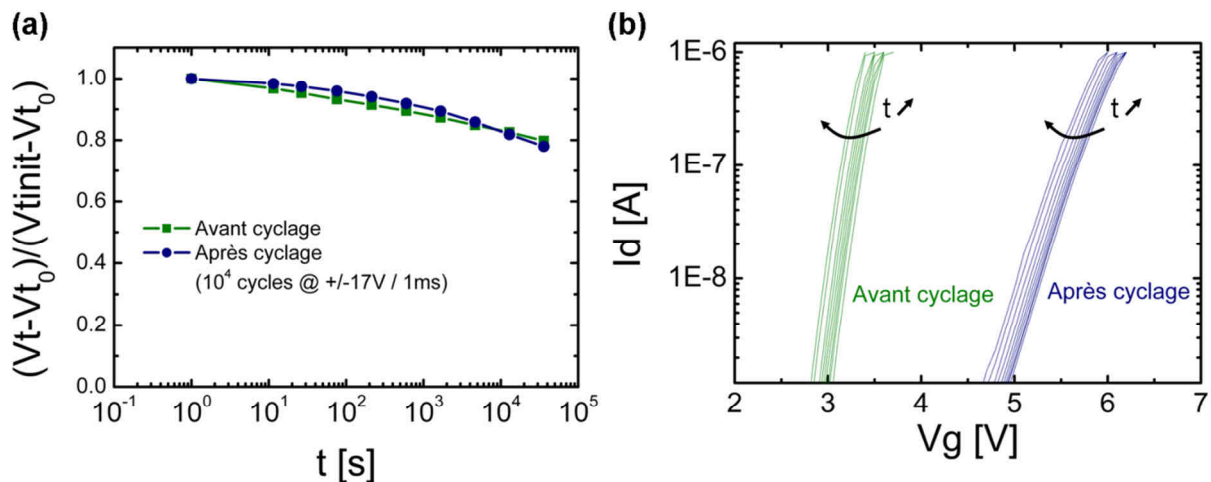 (a)
(Vt-Vt₀)/(Vtinit-Vt₀)
1.0
0.8
0.6
0.4
0.2
0.0
Avant cyclage
Après cyclage
(10⁴ cycles @ +/-17V / 1ms)
10⁻¹ 10⁰ 10¹ 10² 10³ 10⁴ 10⁵
t [s]
(b)
Id [A]
1E-6
1E-7
1E-8
t
t
Avant cyclage
Après cyclage
2 3 4 5 6 7
Vg [V]